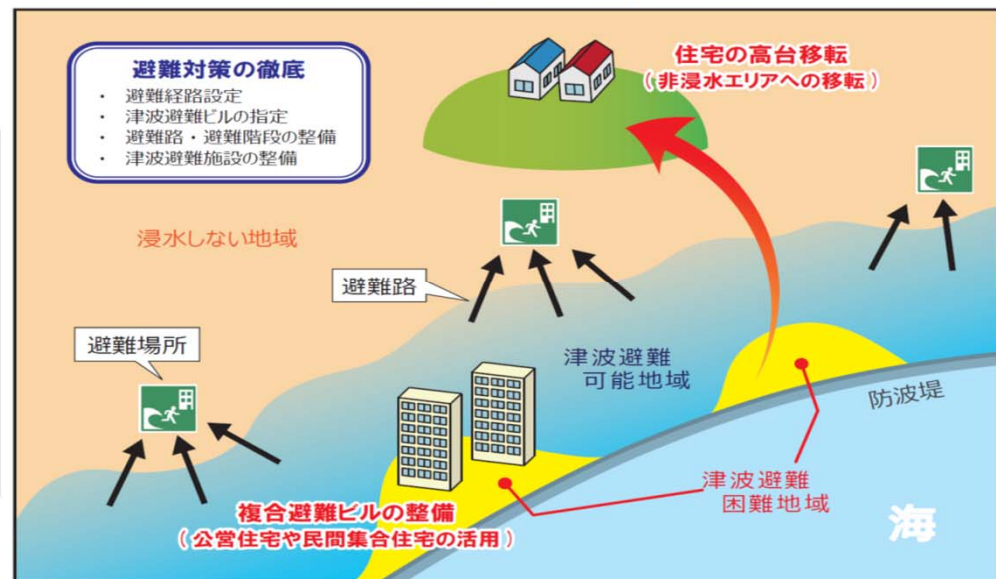 避難対策の徹底
・ 避難経路設定
・ 津波避難ビルの指定
・ 避難路・避難階段の整備
・ 津波避難施設の整備
住宅の高台移転
(非浸水エリアへの移転)
浸水しない地域
避難路
避難場所
津波避難
可能地域
防波堤
津波避難
困難地域
複合避難ビルの整備
(公営住宅や民間集合住宅の活用)
海